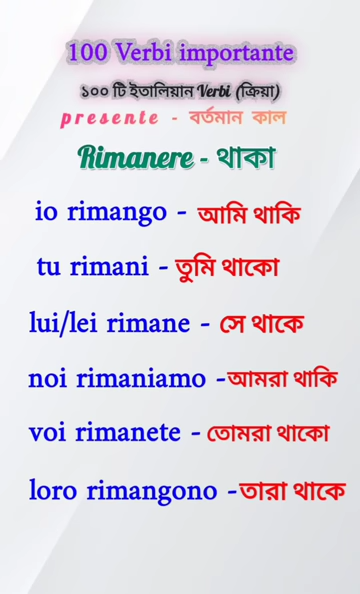 100 Verbi importante
১০০ টি ইতালিয়ান Verbi (ক্রিয়া)
presente - বর্তমান কাল
Rimanere - থাকা
io rimango - আমি থাকি
tu rimani - তুমি থাকো
lui/lei rimane - সে থাকে
noi rimaniamo - আমরা থাকি
voi rimanete - তোমরা থাকো
loro rimangono - তারা থাকে